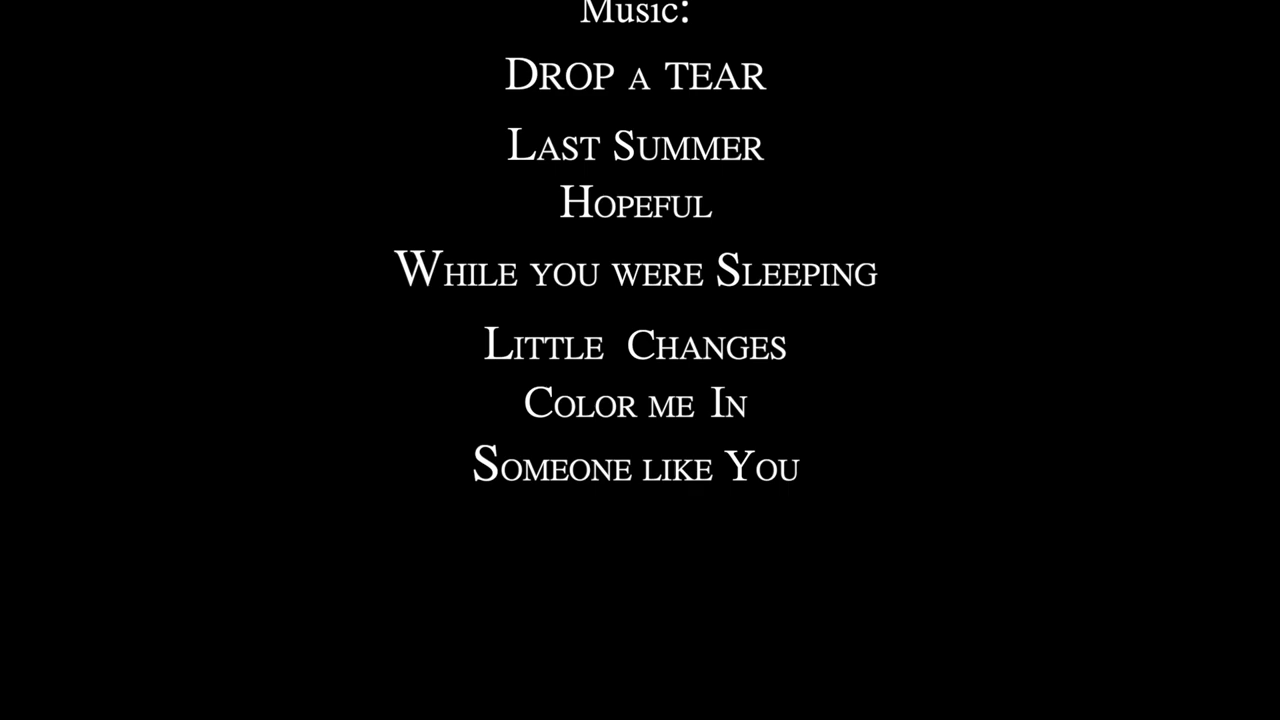 Music:
Drop a tear
Last Summer
Hopeful
While you were Sleeping
Little Changes
Color me In
Someone like You